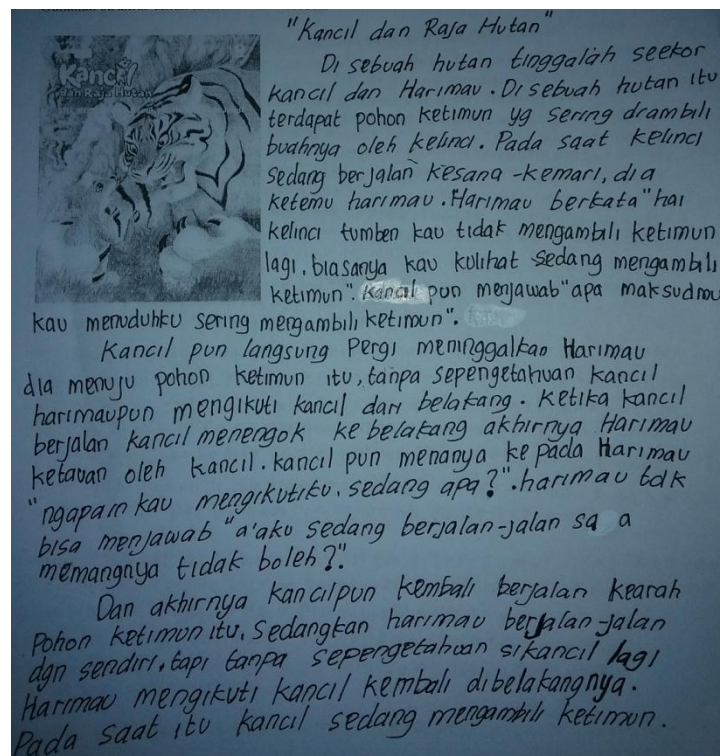 "Kancil dan Raja Hutan"
Kancil
dan Raja Hutan
Di sebuah hutan tinggalah seekor
kancil dan Harimau. Di sebuah hutan itu
terdapat pohon ketimun yg sering diambili
buahnya oleh kelinci. Pada saat kelinci
sedang berjalan kesana-kemari, dia
ketemu harimau. Harimau berkata "hai
kelinci tumben kau tidak mengambili ketimun
lagi, biasanya kau kulihat sedang mengambili
ketimun". Kancil pun menjawab "apa maksudmu
kau menuduhku sering mengambili ketimun".
Kancil pun langsung Pergi meninggalkan Harimau
dia menuju pohon ketimun itu, tanpa sepengetahuan kancil
harimaupun mengikuti kancil dari belakang. Ketika kancil
berjalan kancil menengok ke belakang akhirnya Harimau
ketauan oleh kancil. kancil pun menanya ke pada Harimau
"ngapain kau mengikutiku, sedang apa?". harimau tdk
bisa menjawab "a'aku sedang berjalan-jalan sa a
memangnya tidak boleh?".
Dan akhirnya kancilpun kembali berjalan kearah
Pohon ketimun itu, sedangkan harimau berjalan-jalan
dgn sendiri, tapi tanpa sepengetahuan sikancil lagi
Harimau mengikuti kancil kembali dibelakangnya.
Pada saat itu kancil sedang mengambili ketimun.